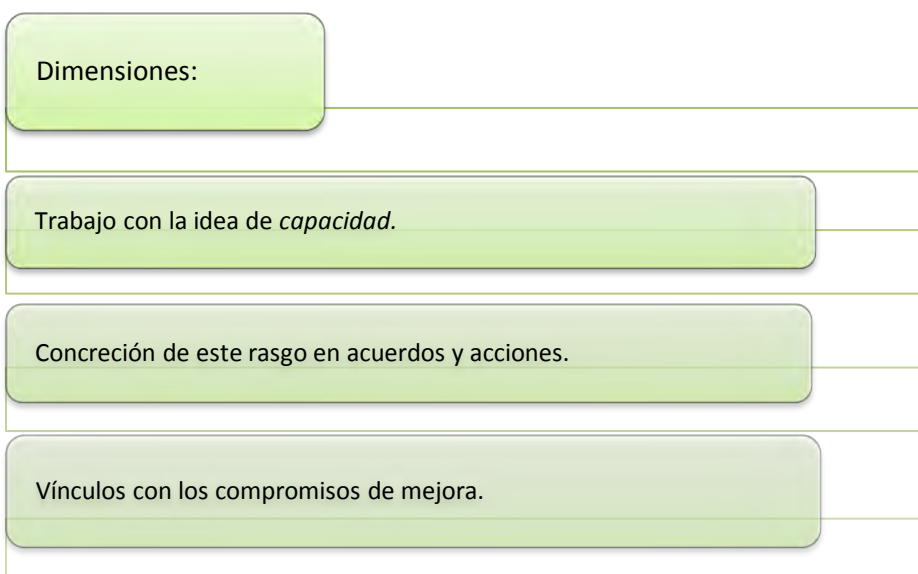 Dimensiones:
Trabajo con la idea de capacidad.
Concreción de este rasgo en acuerdos y acciones.
Vínculos con los compromisos de mejora.